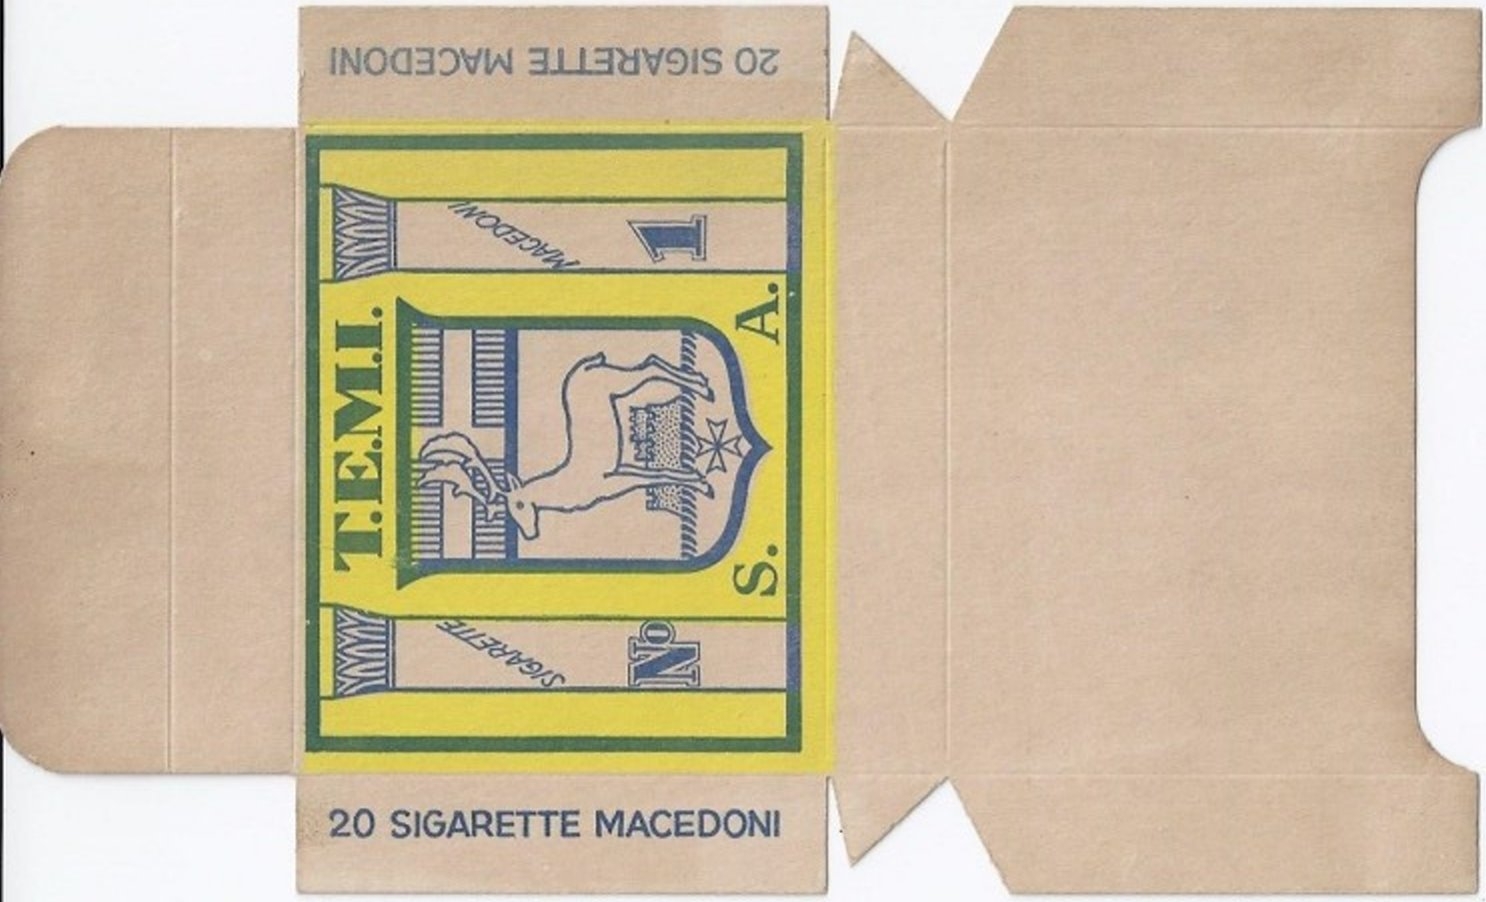 20 SIGARETTE MACEDONI
T.E.M.I.
S. A.
SIGARETTE
MACEDONI
Nº 1
20 SIGARETTE MACEDONI